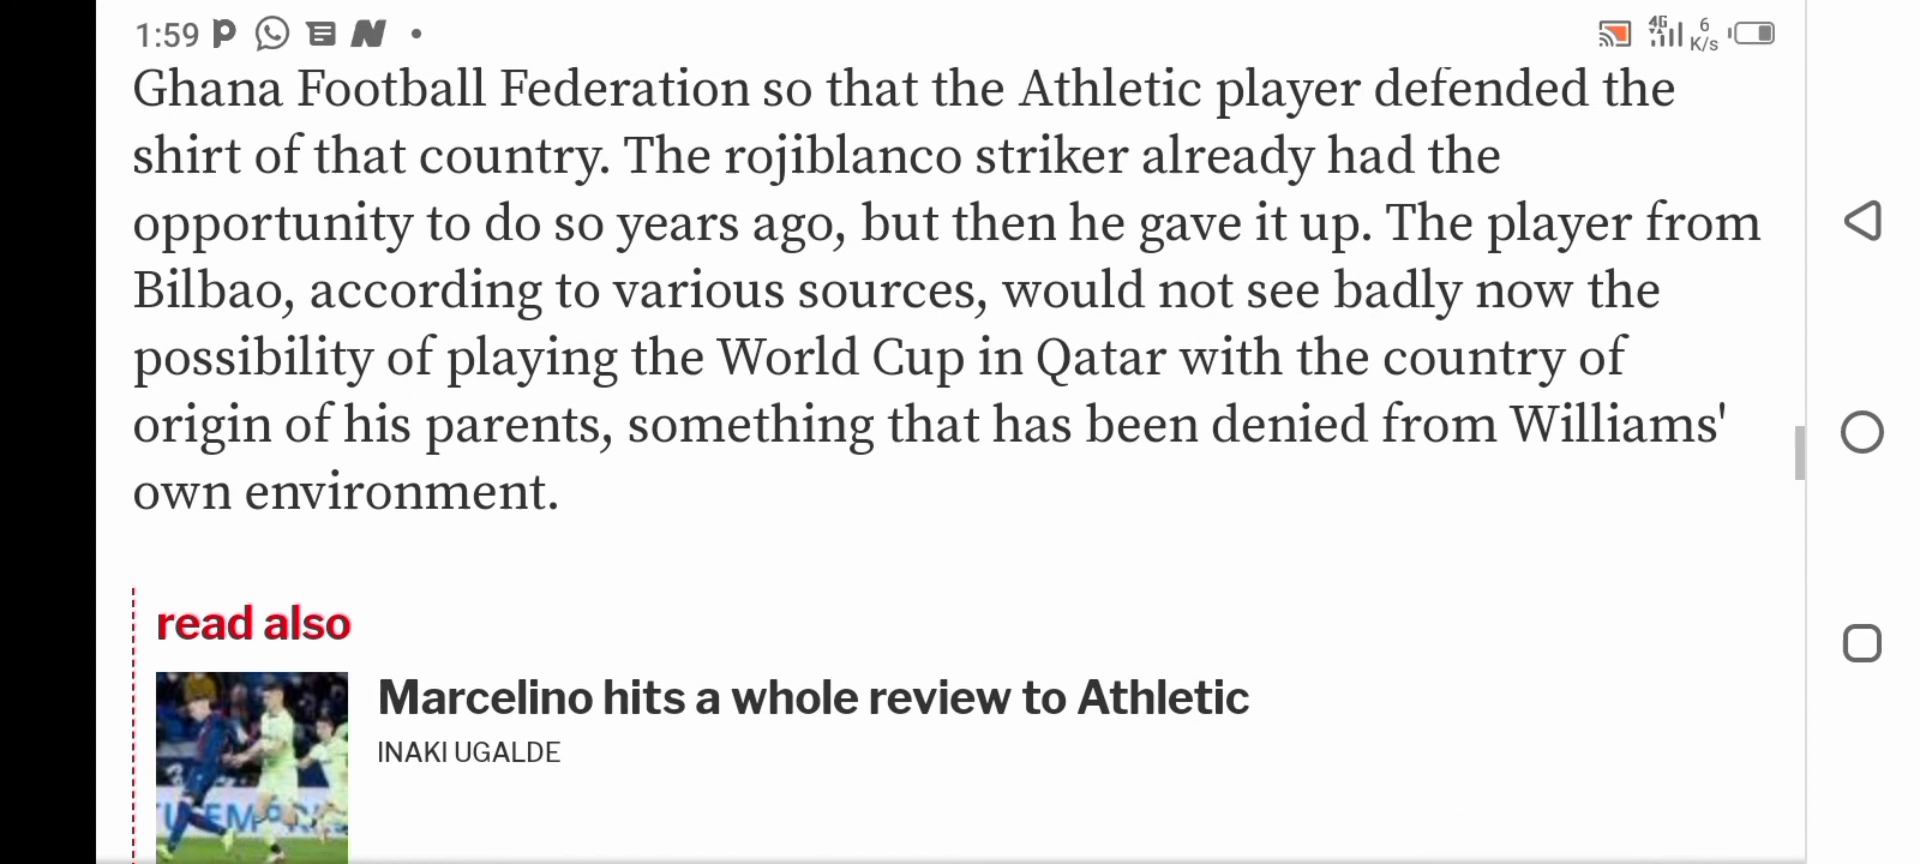 1:59
4G 6 K/s
Ghana Football Federation so that the Athletic player defended the
shirt of that country. The rojiblanco striker already had the
opportunity to do so years ago, but then he gave it up. The player from
Bilbao, according to various sources, would not see badly now the
possibility of playing the World Cup in Qatar with the country of
origin of his parents, something that has been denied from Williams'
own environment.
read also
Marcelino hits a whole review to Athletic
INAKI UGALDE